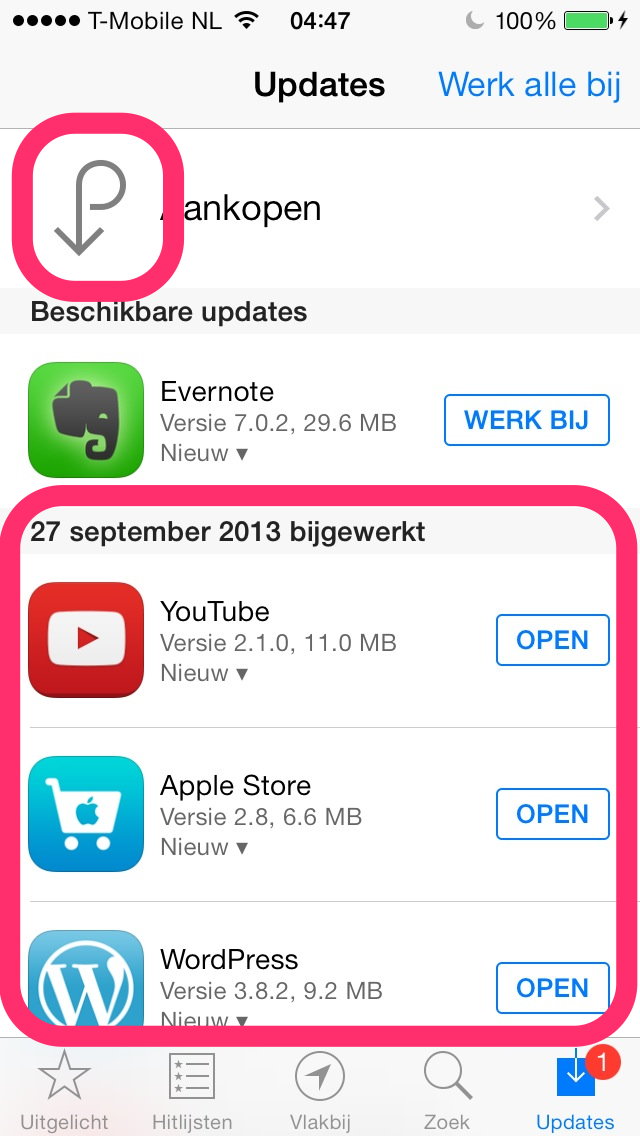 T-Mobile NL 04:47 100%
Updates Werk alle bij
Aankopen
Beschikbare updates
Evernote
Versie 7.0.2, 29.6 MB
WERK BIJ
Nieuw ▾
27 september 2013 bijgewerkt
YouTube
Versie 2.1.0, 11.0 MB
OPEN
Nieuw ▾
Apple Store
Versie 2.8, 6.6 MB
OPEN
Nieuw ▾
WordPress
Versie 3.8.2, 9.2 MB
OPEN
Nieuw ▾
1
Uitgelicht Hitlijsten Vlakbij Zoek Updates